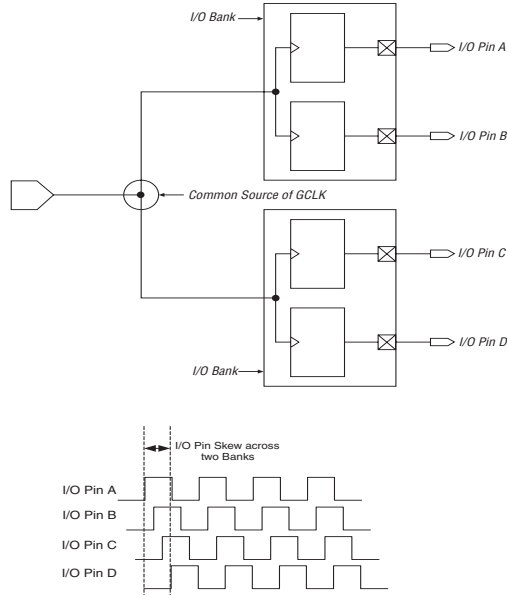 I/O Bank
I/O Pin A
I/O Pin B
Common Source of GCLK
I/O Pin C
I/O Pin D
I/O Bank
I/O Pin Skew across
two Banks
I/O Pin A
I/O Pin B
I/O Pin C
I/O Pin D